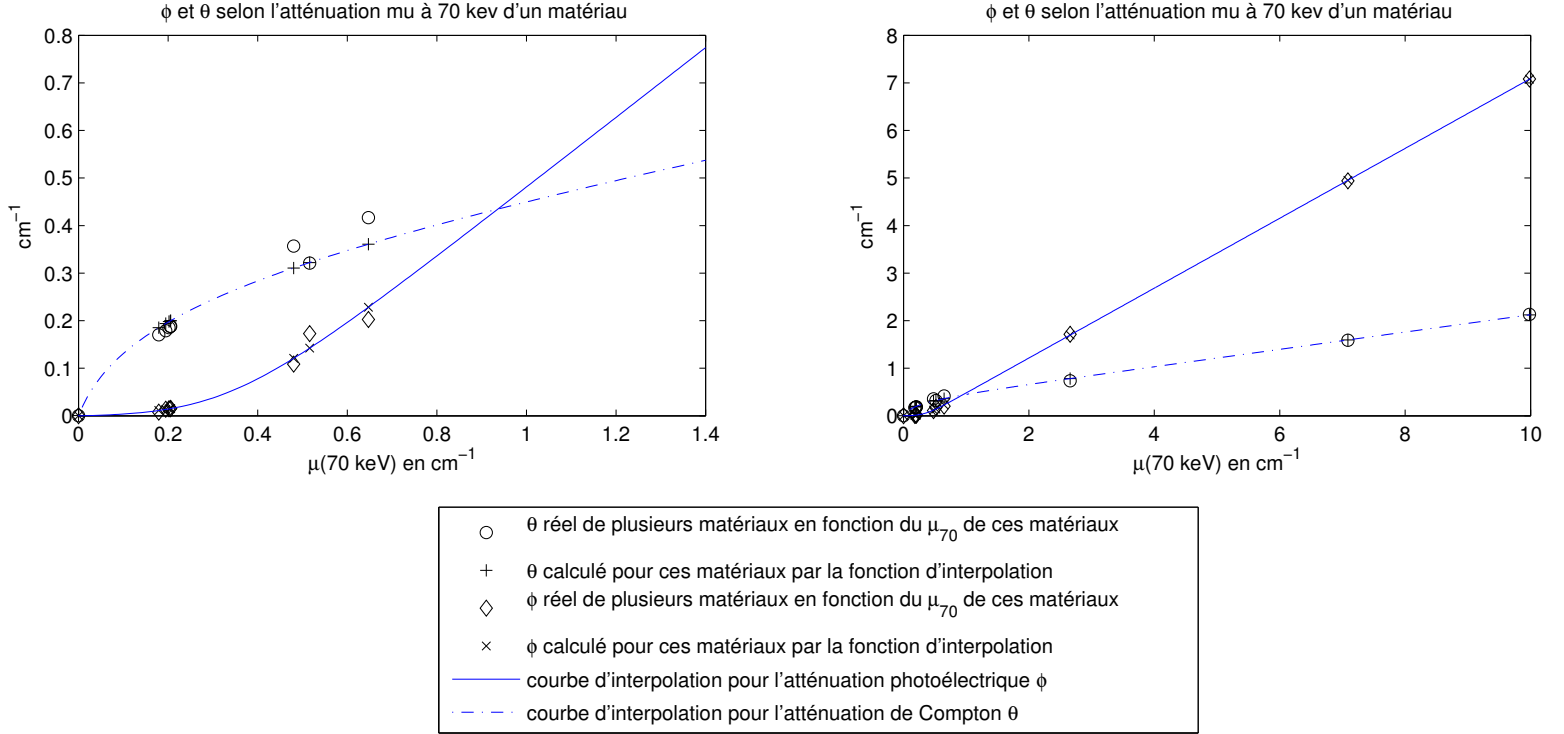 ϕ et θ selon l'atténuation mu à 70 kev d'un matériau
0.8
0.7
0.6
0.5
0.4
0.3
0.2
0.1
0
cm⁻¹
0 0.2 0.4 0.6 0.8 1 1.2 1.4
μ(70 keV) en cm⁻¹
ϕ et θ selon l'atténuation mu à 70 kev d'un matériau
8
7
6
5
4
3
2
1
0
cm⁻¹
0 2 4 6 8 10
μ(70 keV) en cm⁻¹
θ réel de plusieurs matériaux en fonction du μ₇₀ de ces matériaux
θ calculé pour ces matériaux par la fonction d'interpolation
ϕ réel de plusieurs matériaux en fonction du μ₇₀ de ces matériaux
ϕ calculé pour ces matériaux par la fonction d'interpolation
courbe d'interpolation pour l'atténuation photoélectrique ϕ
courbe d'interpolation pour l'atténuation de Compton θ